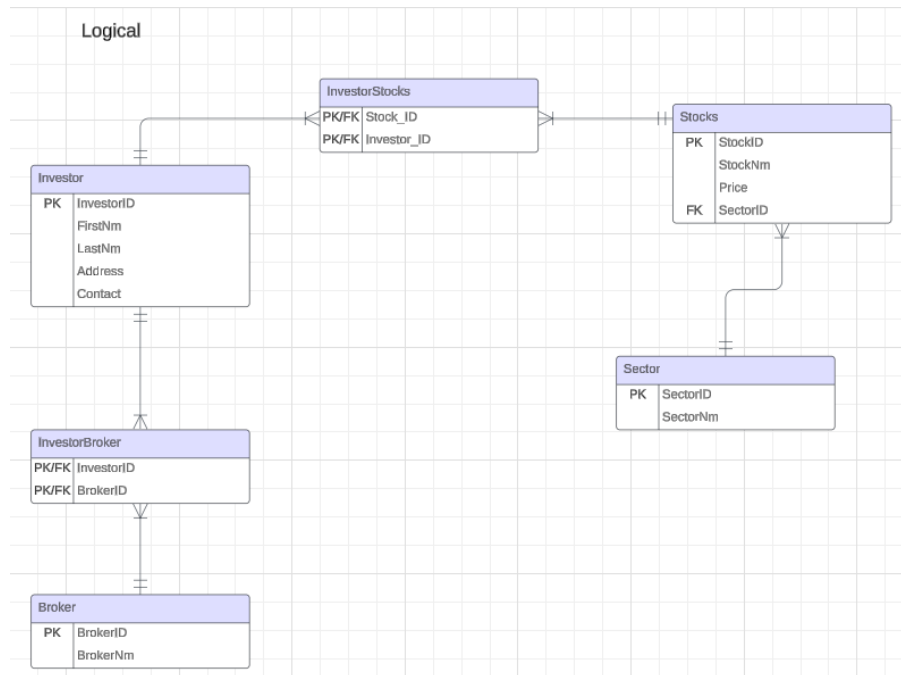 Logical
InvestorStocks
PK/FK Stock_ID
PK/FK Investor_ID
Stocks
PK StockID
StockNm
Price
FK SectorID
Investor
PK InvestorID
FirstNm
LastNm
Address
Contact
Sector
PK SectorID
SectorNm
InvestorBroker
PK/FK InvestorID
PK/FK BrokerID
Broker
PK BrokerID
BrokerNm